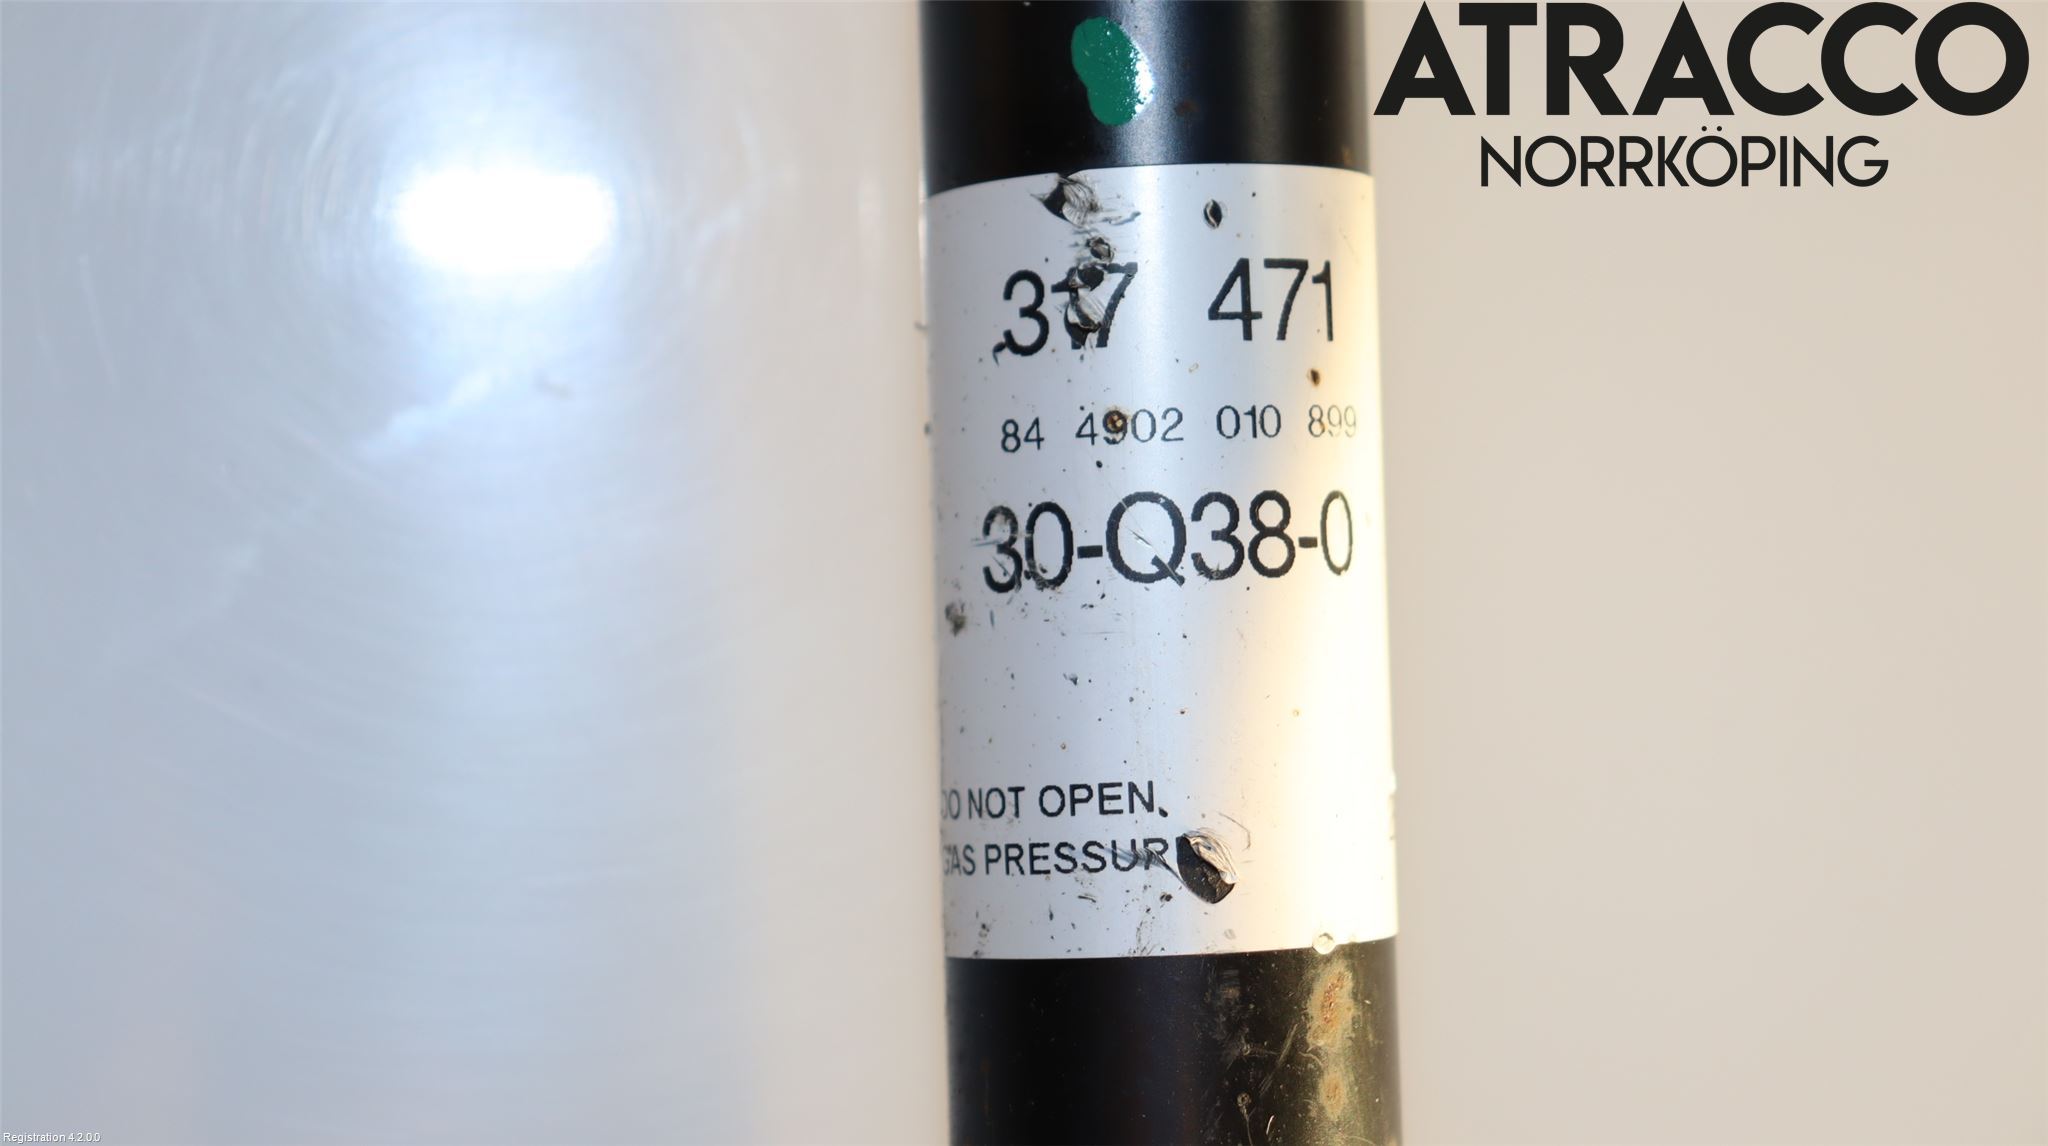 ATRACCO
NORRKÖPING
317 471
84 4902 010 899
30-Q38-0
DO NOT OPEN.
GAS PRESSURE
Registration 4.2.0.0